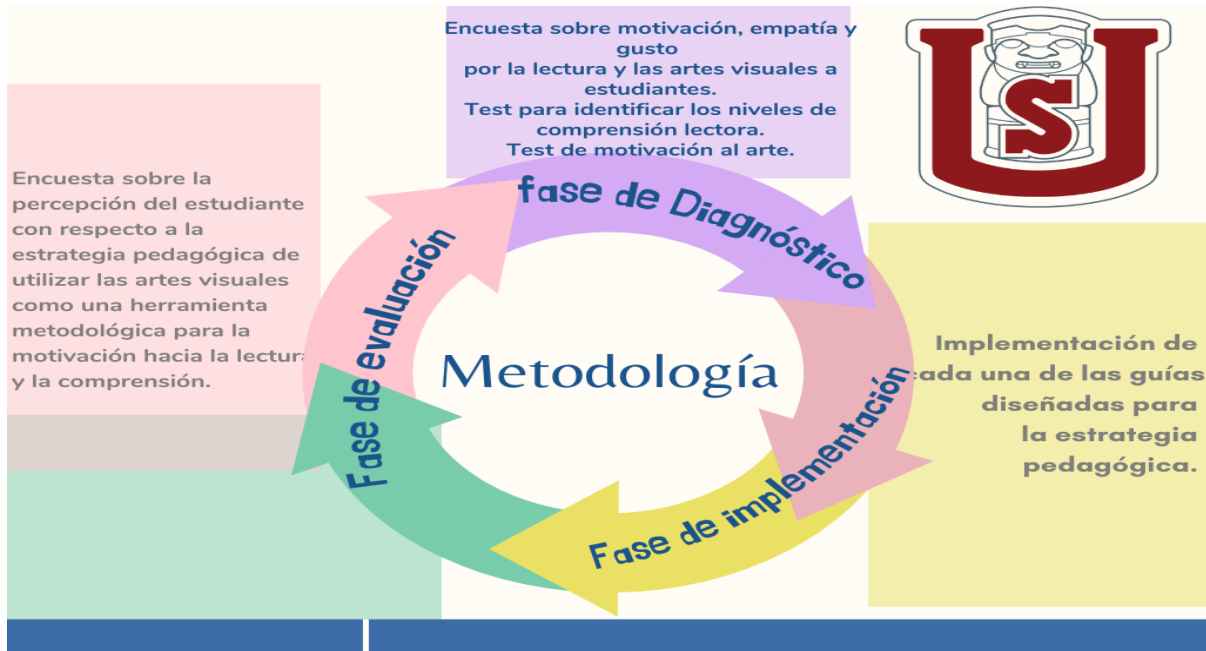 Encuesta sobre motivación, empatía y
gusto
por la lectura y las artes visuales a
estudiantes.
Test para identificar los niveles de
comprensión lectora.
Test de motivación al arte.
U
S
fase de Diagnóstico
Encuesta sobre la
percepción del estudiante
con respecto a la
estrategia pedagógica de
utilizar las artes visuales
como una herramienta
metodológica para la
motivación hacia la lectura
y la comprensión.
Fase de evaluación
Metodología
Implementación de
cada una de las guías
diseñadas para
la estrategia
pedagógica.
Fase de implementación